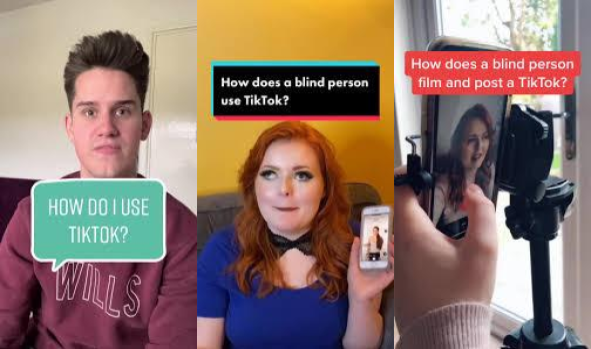 HOW DO I USE
TIKTOK?
WILLS
How does a blind person
use TikTok?
How does a blind person
film and post a TikTok?